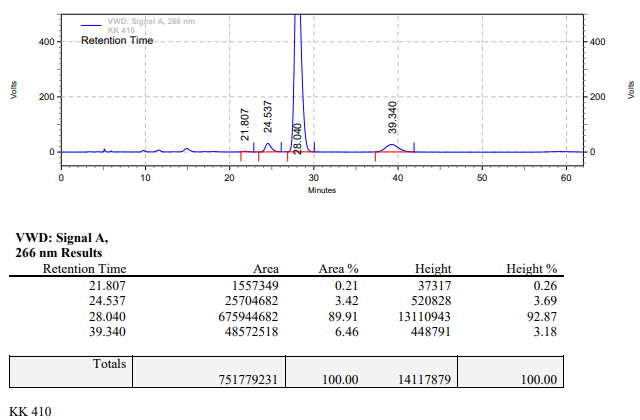 VWD: Signal A, 266 nm
KK 410
Retention Time
400
200
0
Volts
21.807
24.537
28.040
39.340
400
200
0
Volts
0 10 20 30 40 50 60
Minutes
VWD: Signal A,
266 nm Results
Retention Time Area Area % Height Height %
21.807 1557349 0.21 37317 0.26
24.537 25704682 3.42 520828 3.69
28.040 675944682 89.91 13110943 92.87
39.340 48572518 6.46 448791 3.18
Totals
751779231 100.00 14117879 100.00
KK 410